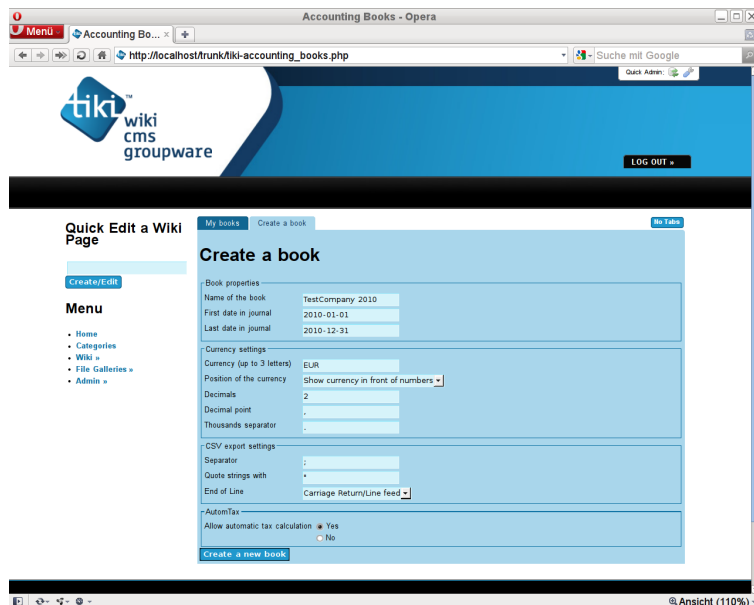 Accounting Books - Opera
Menü
Accounting Bo...
http://localhost/trunk/tiki-accounting_books.php
Suche mit Google
Quick Admin:
tiki™
wiki
cms
groupware
LOG OUT »
Quick Edit a Wiki
Page
Create/Edit
Menu
Home
Categories
Wiki »
File Galleries »
Admin »
My books Create a book
No Tabs
Create a book
Book properties
Name of the book TestCompany 2010
First date in journal 2010-01-01
Last date in journal 2010-12-31
Currency settings
Currency (up to 3 letters) EUR
Position of the currency Show currency in front of numbers
Decimals 2
Decimal point ,
Thousands separator .
CSV export settings
Separator ;
Quote strings with "
End of Line Carriage Return/Line feed
AutomTax
Allow automatic tax calculation Yes
No
Create a new book
Ansicht (110%)